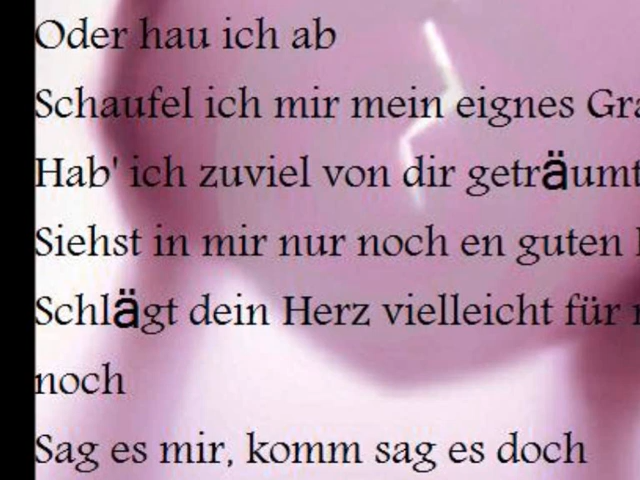 Oder hau ich ab
Schaufel ich mir mein eignes
Hab' ich zuviel von dir geträumt
Siehst in mir nur noch en guten
Schlägt dein Herz vielleicht für
noch
Sag es mir, komm sag es doch